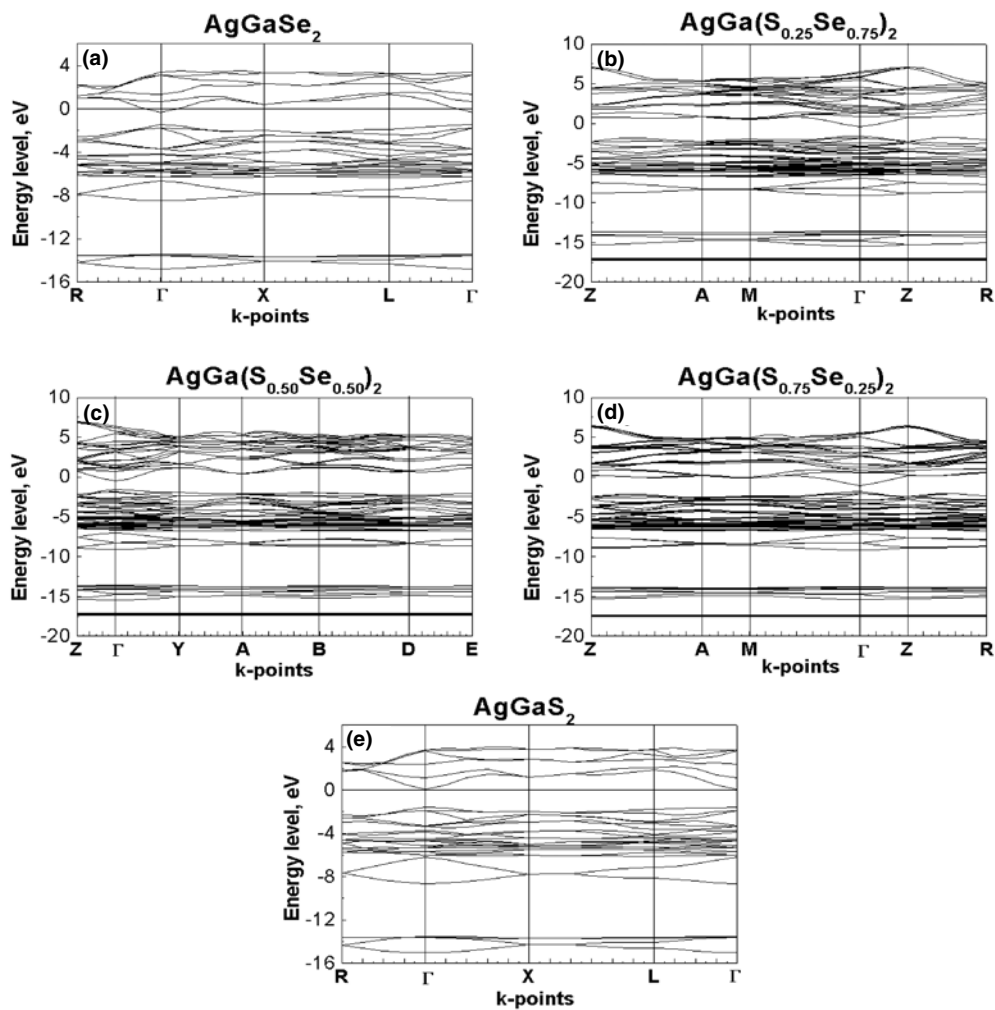 AgGaSe₂
(a)
Energy level, eV
4
0
-4
-8
-12
-16
R Γ X L Γ
k-points
AgGa(S₀.₂₅Se₀.₇₅)₂
(b)
Energy level, eV
10
5
0
-5
-10
-15
-20
Z A M Γ Z R
k-points
AgGa(S₀.₅₀Se₀.₅₀)₂
(c)
Energy level, eV
10
5
0
-5
-10
-15
-20
Z Γ Y A B D E
k-points
AgGa(S₀.₇₅Se₀.₂₅)₂
(d)
Energy level, eV
10
5
0
-5
-10
-15
-20
Z A M Γ Z R
k-points
AgGaS₂
(e)
Energy level, eV
4
0
-4
-8
-12
-16
R Γ X L Γ
k-points